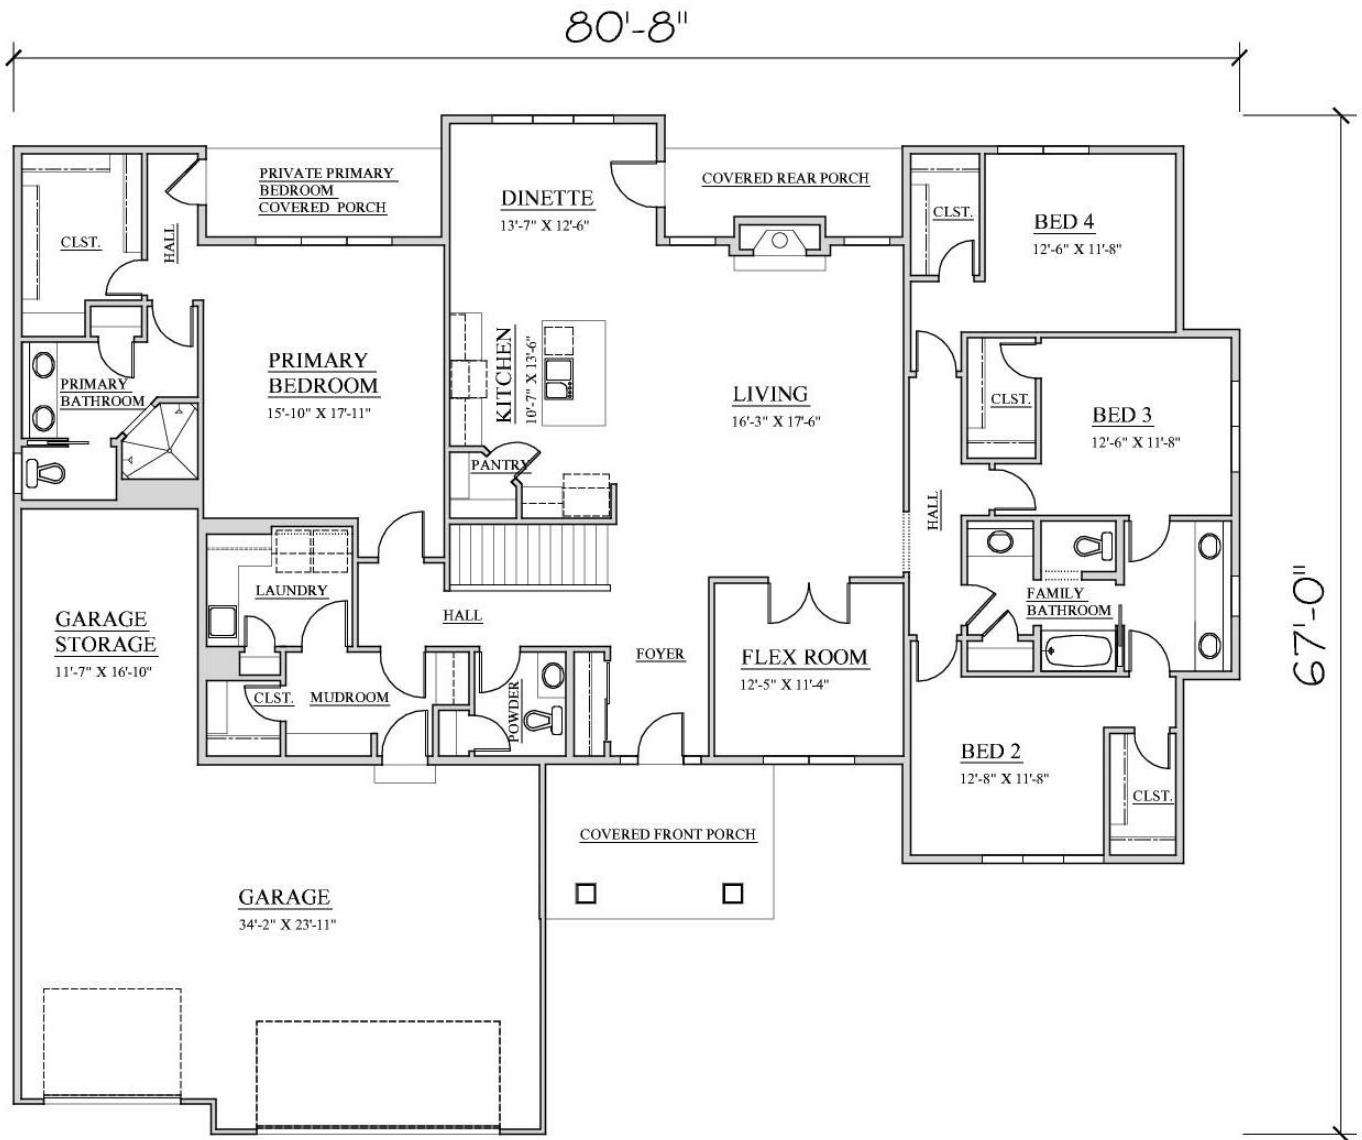 80'-8"
PRIVATE PRIMARY
BEDROOM
COVERED PORCH
DINETTE
13'-7" X 12'-6"
COVERED REAR PORCH
CLST.
HALL
CLST.
BED 4
12'-6" X 11'-8"
PRIMARY
BEDROOM
15'-10" X 17'-11"
KITCHEN
10'-7" X 13'-6"
LIVING
16'-3" X 17'-6"
PRIMARY
BATHROOM
CLST.
BED 3
12'-6" X 11'-8"
PANTRY
HALL
67'-0"
GARAGE
STORAGE
11'-7" X 16'-10"
LAUNDRY
HALL
FAMILY
BATHROOM
FOYER
FLEX ROOM
12'-5" X 11'-4"
CLST.
MUDROOM
POWDER
BED 2
12'-8" X 11'-8"
CLST.
COVERED FRONT PORCH
GARAGE
34'-2" X 23'-11"